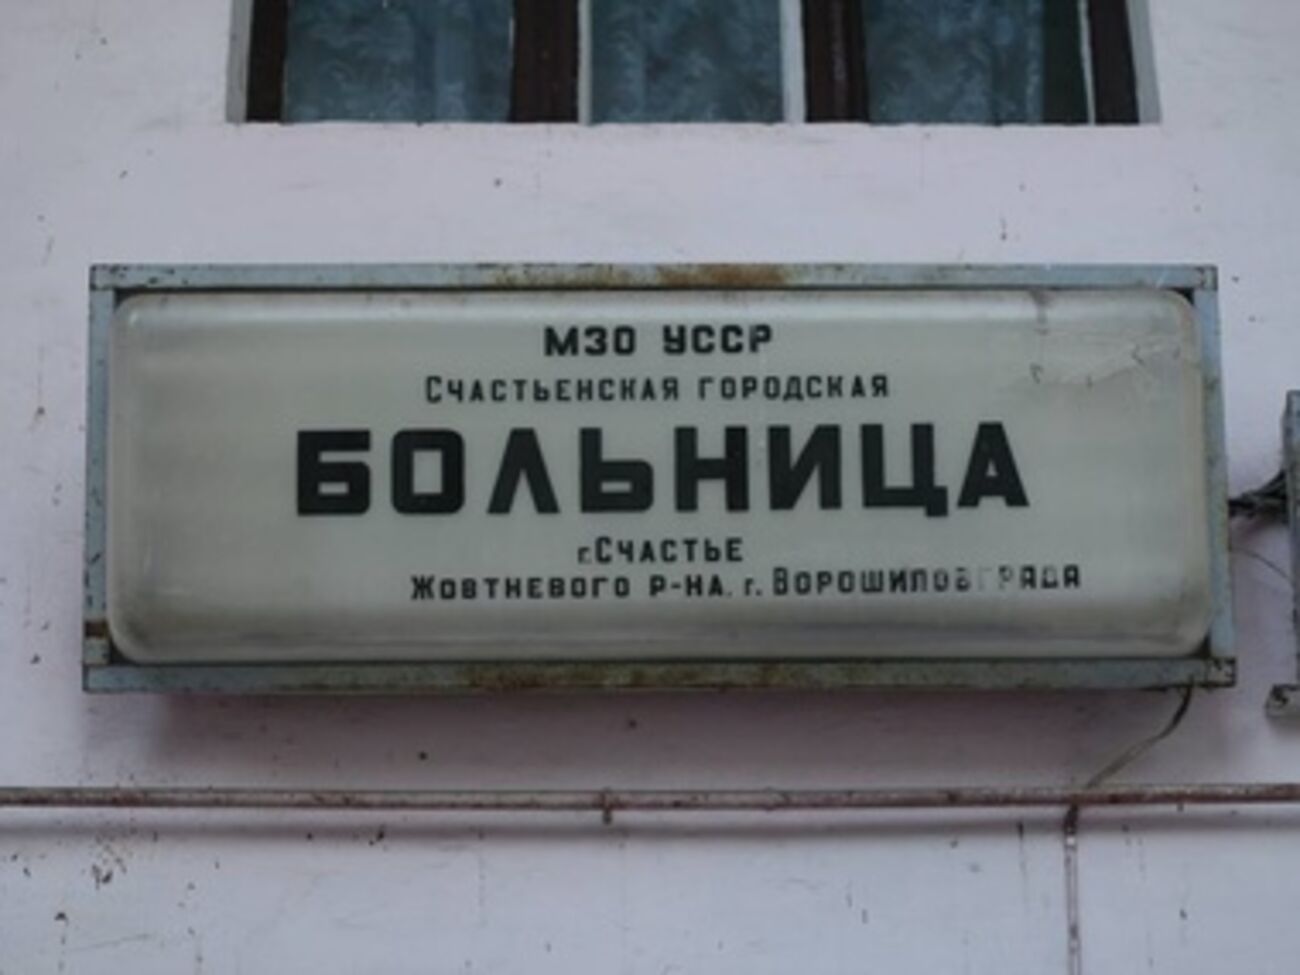 МЗО УССР
Счастьенская городская
БОЛЬНИЦА
г.Счастье
Жовтневого р-на. г. Ворошиловграда